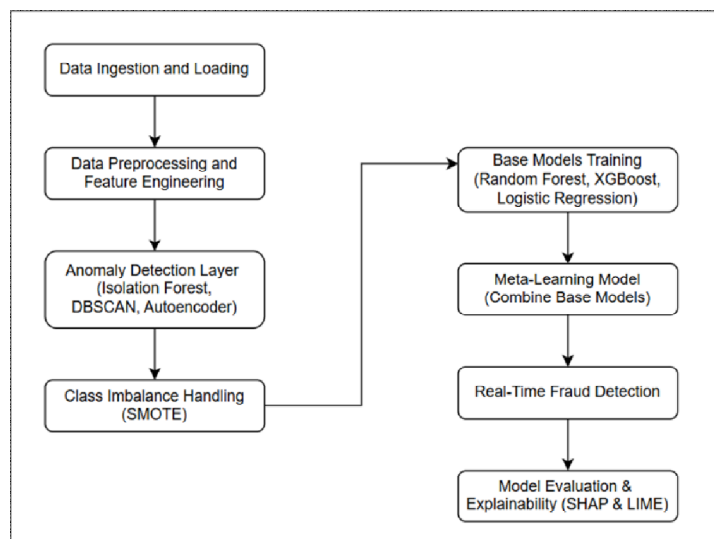 Data Ingestion and Loading
Data Preprocessing and
Feature Engineering
Anomaly Detection Layer
(Isolation Forest,
DBSCAN, Autoencoder)
Class Imbalance Handling
(SMOTE)
Base Models Training
(Random Forest, XGBoost,
Logistic Regression)
Meta-Learning Model
(Combine Base Models)
Real-Time Fraud Detection
Model Evaluation &
Explainability (SHAP & LIME)